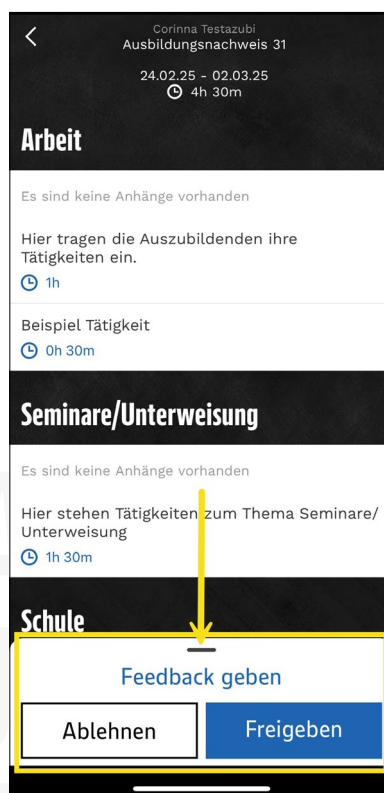 Corinna Testazubi
Ausbildungsnachweis 31
24.02.25 - 02.03.25
4h 30m
Arbeit
Es sind keine Anhänge vorhanden
Hier tragen die Auszubildenden ihre
Tätigkeiten ein.
1h
Beispiel Tätigkeit
0h 30m
Seminare/Unterweisung
Es sind keine Anhänge vorhanden
Hier stehen Tätigkeiten zum Thema Seminare/
Unterweisung
1h 30m
Schule
Feedback geben
Ablehnen
Freigeben